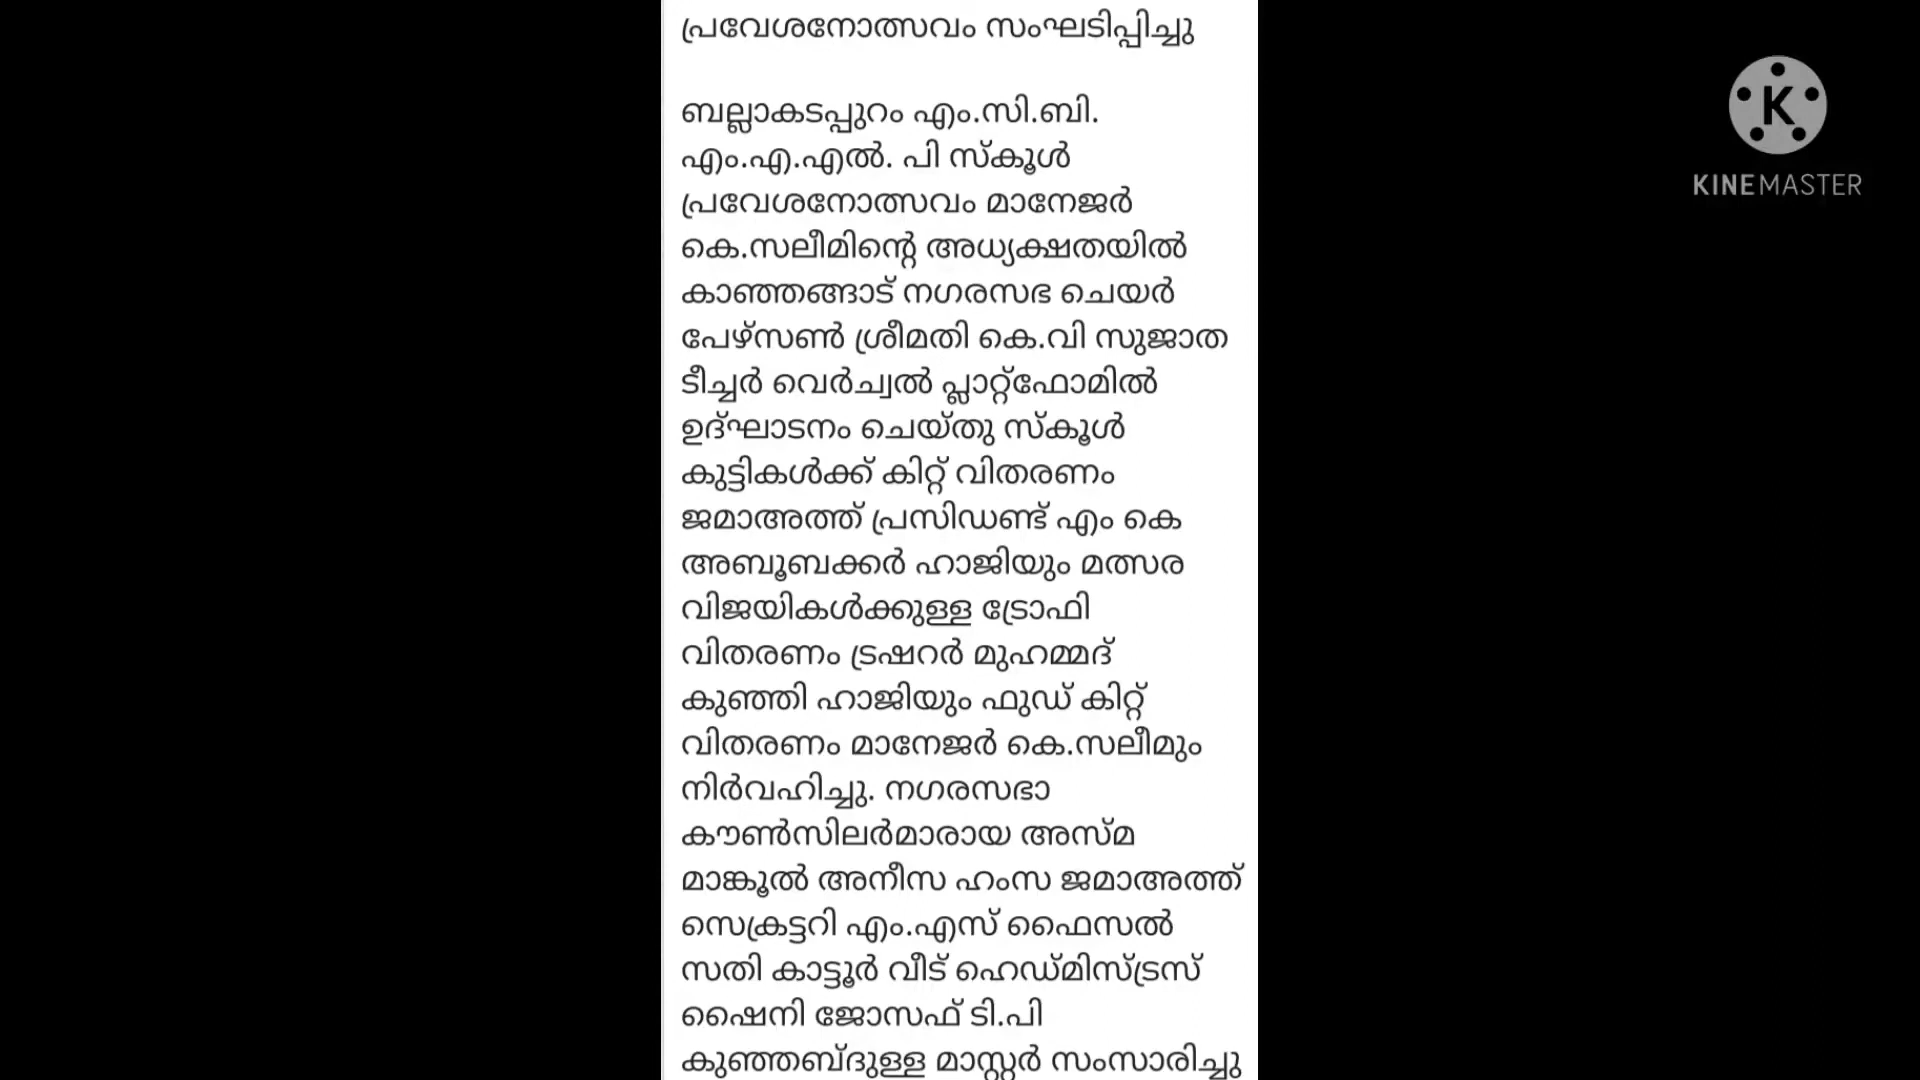 പ്രവേശനോത്സവം സംഘടിപ്പിച്ചു
ബല്ലാകടപ്പുറം എം.സി.ബി.
എം.എ.എൽ. പി സ്കൂൾ
പ്രവേശനോത്സവം മാനേജർ
കെ.സലീമിന്റെ അധ്യക്ഷതയിൽ
കാഞ്ഞങ്ങാട് നഗരസഭ ചെയർ
പേഴ്സൺ ശ്രീമതി കെ.വി സുജാത
ടീച്ചർ വെർച്വൽ പ്ലാറ്റ്ഫോമിൽ
ഉദ്ഘാടനം ചെയ്തു സ്കൂൾ
കുട്ടികൾക്ക് കിറ്റ് വിതരണം
ജമാഅത്ത് പ്രസിഡണ്ട് എം കെ
അബൂബക്കർ ഹാജിയും മത്സര
വിജയികൾക്കുള്ള ട്രോഫി
വിതരണം ട്രഷറർ മുഹമ്മദ്
കുഞ്ഞി ഹാജിയും ഫുഡ് കിറ്റ്
വിതരണം മാനേജർ കെ.സലീമും
നിർവഹിച്ചു. നഗരസഭാ
കൗൺസിലർമാരായ അസ്മ
മാങ്കൂൽ അനീസ ഹംസ ജമാഅത്ത്
സെക്രട്ടറി എം.എസ് ഫൈസൽ
സതി കാട്ടൂർ വീട് ഹെഡ്മിസ്ട്രസ്
ഷൈനി ജോസഫ് ടി.പി
കുഞ്ഞബ്ദുള്ള മാസ്റ്റർ സംസാരിച്ചു
K
KINEMASTER